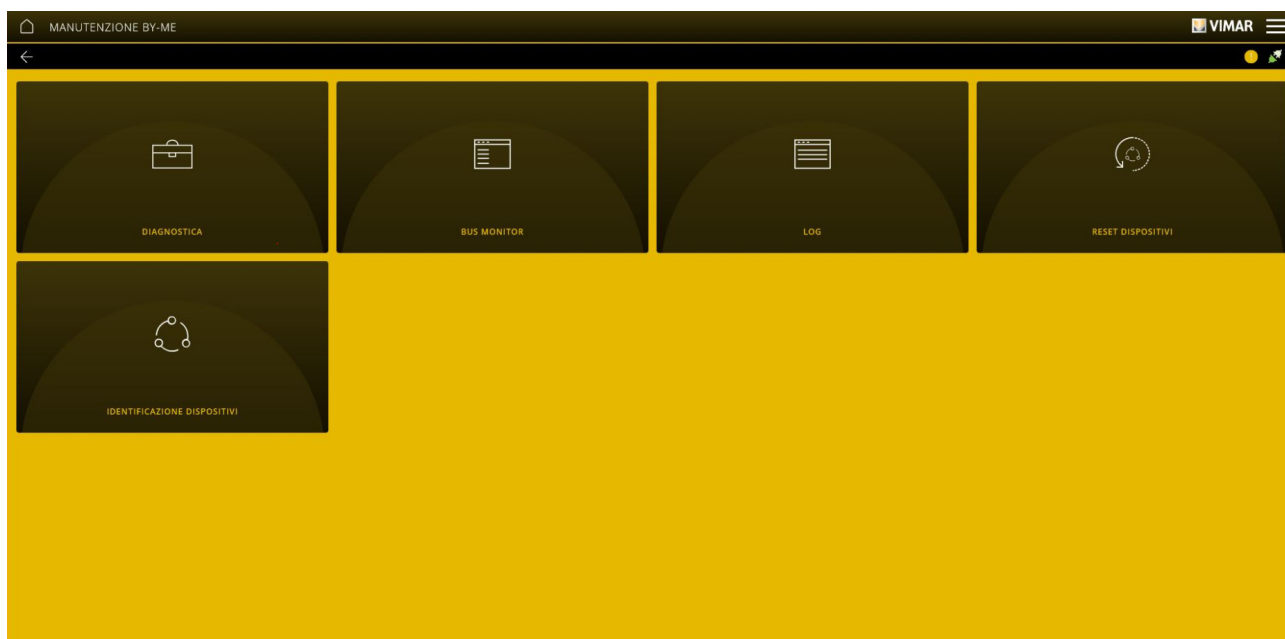 MANUTENZIONE BY-ME
VIMAR
DIAGNOSTICA
BUS MONITOR
LOG
RESET DISPOSITIVI
IDENTIFICAZIONE DISPOSITIVI